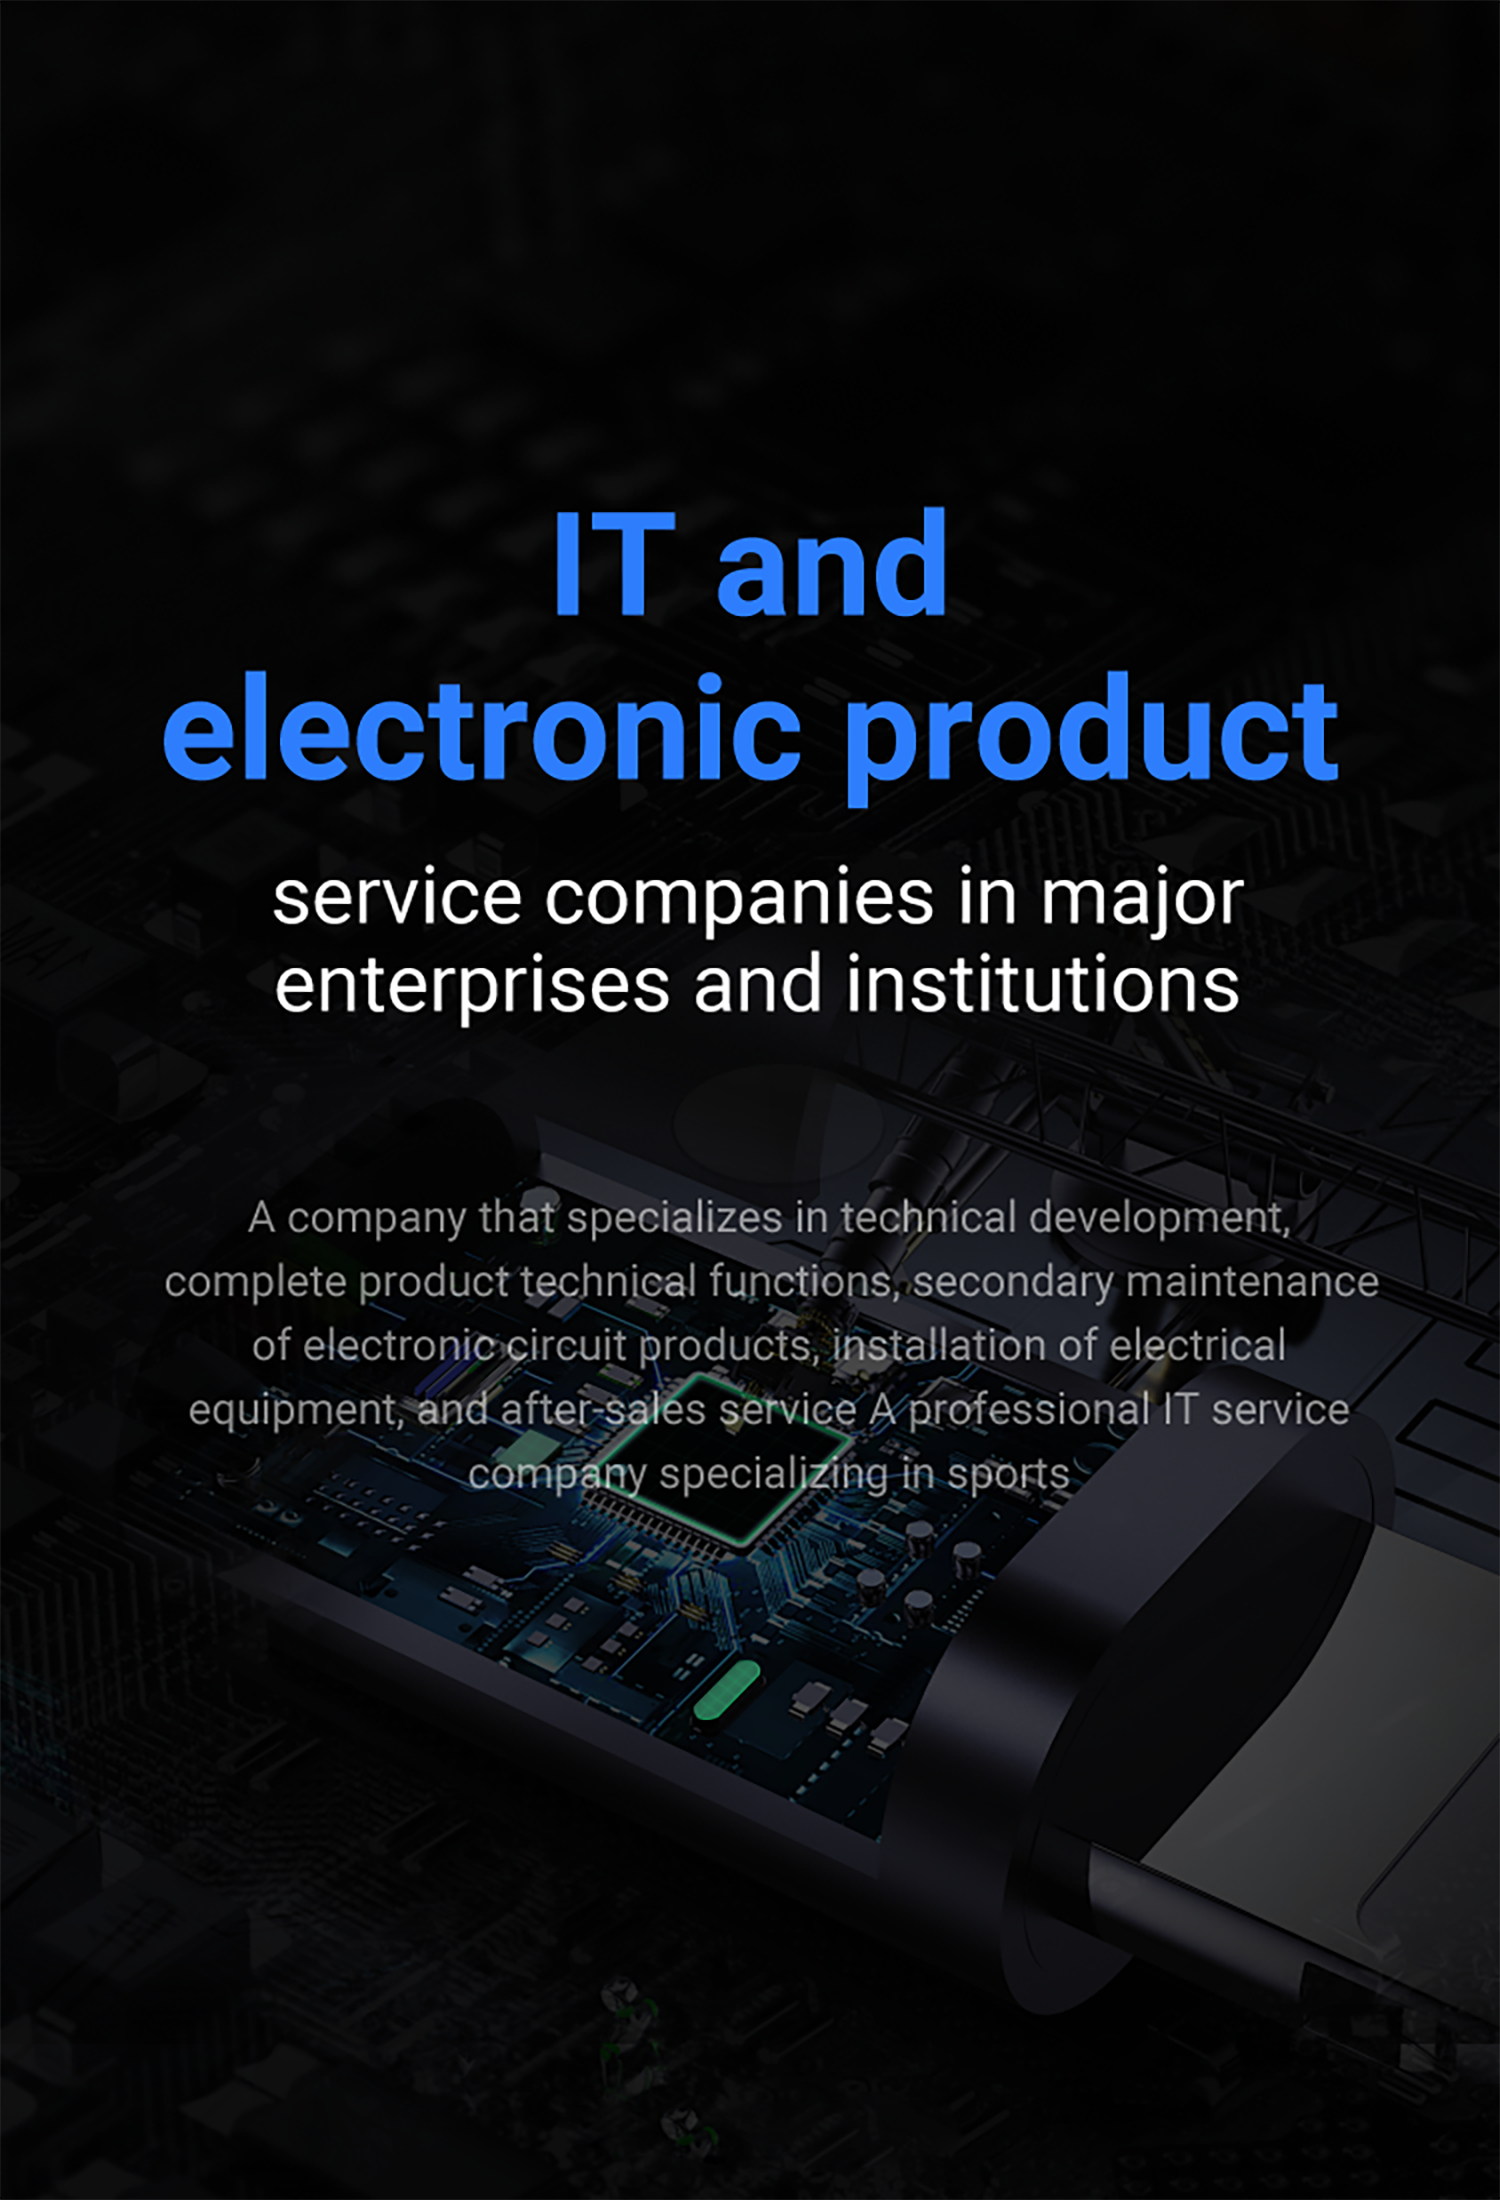 IT and
electronic product
service companies in major
enterprises and institutions
A company that specializes in technical development,
complete product technical functions, secondary maintenance
of electronic circuit products, installation of electrical
equipment, and after-sales service A professional IT service
company specializing in sports